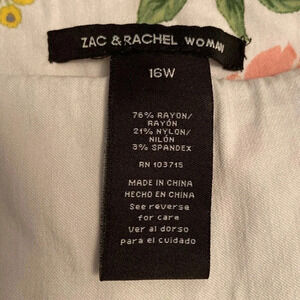 ZAC & RACHEL WOMAN
16W
76% RAYON/
RAYÓN
21% NYLON/
NILÓN
3% SPANDEX
RN 103715
MADE IN CHINA
HECHO EN CHINA
See reverse
for care
Ver al dorso
para el cuidado